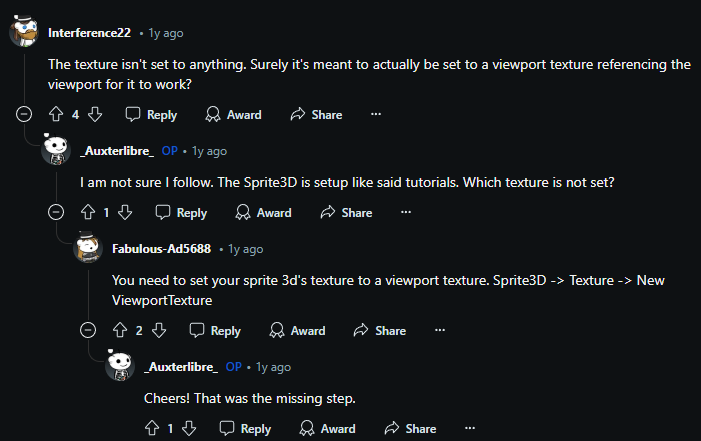 Interference22 • 1y ago
The texture isn't set to anything. Surely it's meant to actually be set to a viewport texture referencing the
viewport for it to work?
4 Reply Award Share ...
_Auxterlibre_ OP • 1y ago
I am not sure I follow. The Sprite3D is setup like said tutorials. Which texture is not set?
1 Reply Award Share ...
Fabulous-Ad5688 • 1y ago
You need to set your sprite 3d's texture to a viewport texture. Sprite3D -> Texture -> New
ViewportTexture
2 Reply Award Share ...
_Auxterlibre_ OP • 1y ago
Cheers! That was the missing step.
1 Reply Award Share ...